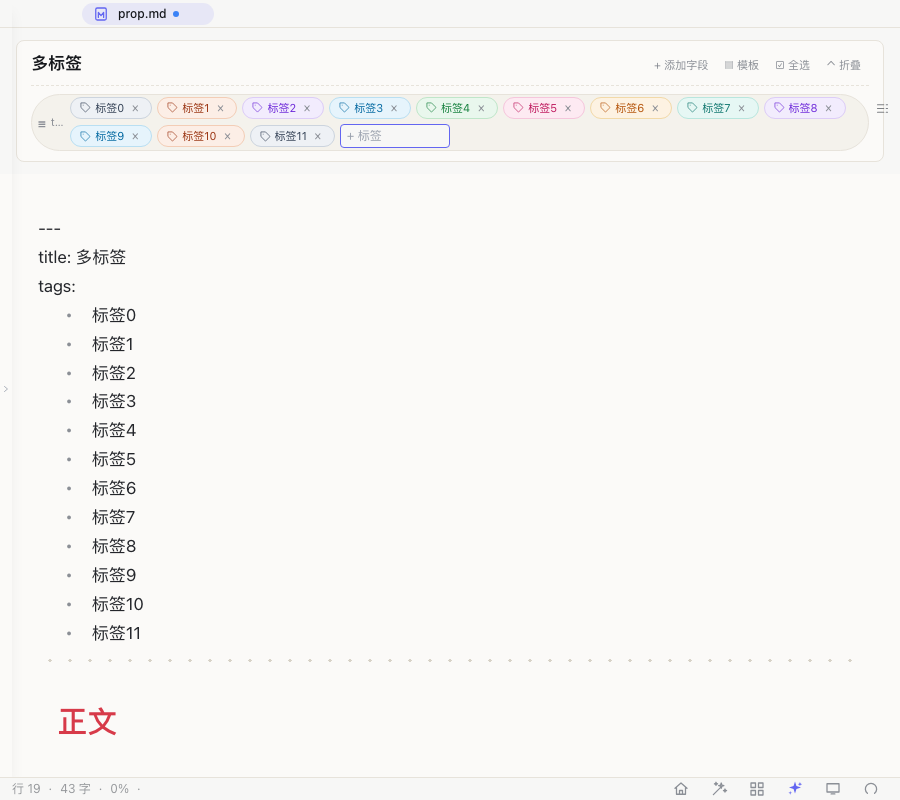 prop.md
多标签
+ 添加字段 模板 全选 折叠
t... 标签0 × 标签1 × 标签2 × 标签3 × 标签4 × 标签5 × 标签6 × 标签7 × 标签8 ×
标签9 × 标签10 × 标签11 × + 标签
---
title: 多标签
tags:
• 标签0
• 标签1
• 标签2
• 标签3
• 标签4
• 标签5
• 标签6
• 标签7
• 标签8
• 标签9
• 标签10
• 标签11
正文
行 19 · 43 字 · 0% ·